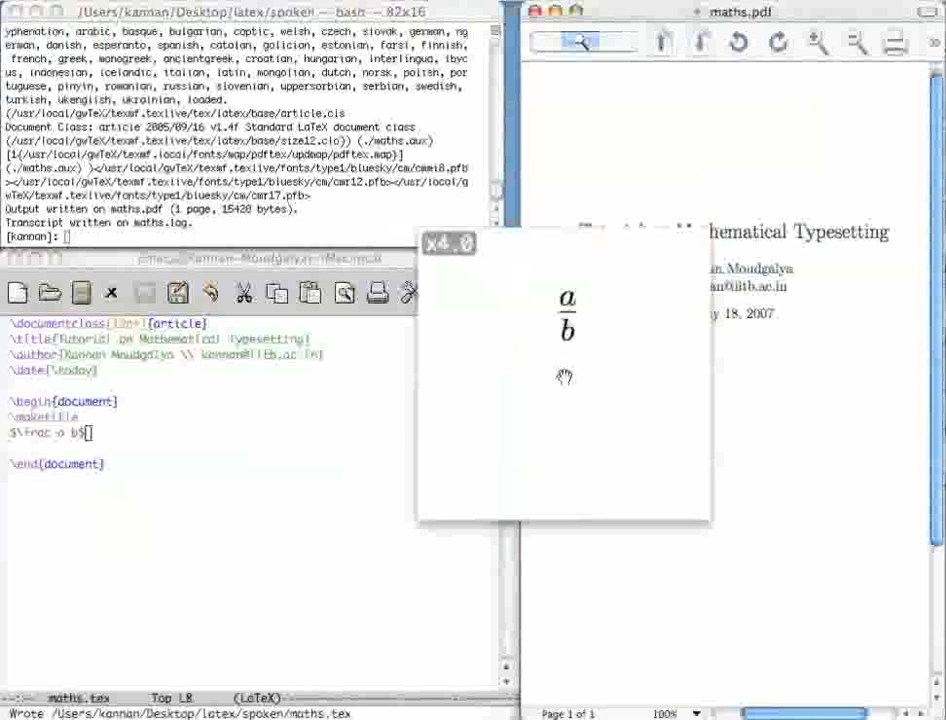 /Users/kannan/Desktop/latex/spoken — bash — 82x16
yphenation, arabic, basque, bulgarian, coptic, welsh, czech, slovak, german, ng
erman, danish, esperanto, spanish, catalan, galician, estonian, farsi, finnish,
french, greek, monogreek, ancientgreek, croatian, hungarian, interlingua, ibyc
us, indonesian, icelandic, italian, latin, mongolian, dutch, norsk, polish, por
tuguese, pinyin, romanian, russian, slovenian, uppersorbian, serbian, swedish,
turkish, ukenglish, ukrainian, loaded.
(/usr/local/gwTeX/texmf.texlive/tex/latex/base/article.cls
Document Class: article 2005/09/16 v1.4f Standard LaTeX document class
(/usr/local/gwTeX/texmf.texlive/tex/latex/base/size12.clo)) (./maths.aux)
[1{/usr/local/gwTeX/texmf.local/fonts/map/pdftex/updmap/pdftex.map}]
(./maths.aux) )</usr/local/gwTeX/texmf.texlive/fonts/type1/bluesky/cm/cmmi8.pfb
></usr/local/gwTeX/texmf.texlive/fonts/type1/bluesky/cm/cmr12.pfb></usr/local/g
wTeX/texmf.texlive/fonts/type1/bluesky/cm/cmr17.pfb>
Output written on maths.pdf (1 page, 15420 bytes).
Transcript written on maths.log.
[kannan]:
\documentclass[12pt]{article}
\title{Tutorial on Mathematical Typesetting}
\author{Kannan Moudgalya \\ kannan@iitb.ac.in}
\date{\today}
\begin{document}
\maketitle
$\frac a b$
\end{document}
maths.tex Top L8 (LaTeX)
Wrote /Users/kannan/Desktop/latex/spoken/maths.tex
maths.pdf
hematical Typesetting
an Moudgalya
an@iitb.ac.in
y 18, 2007
x4.0
a
b
Page 1 of 1 100%